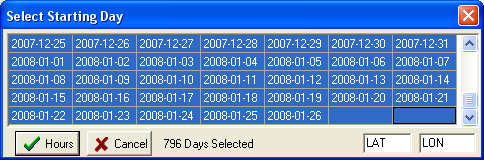 Select Starting Day
2007-12-25 2007-12-26 2007-12-27 2007-12-28 2007-12-29 2007-12-30 2007-12-31
2008-01-01 2008-01-02 2008-01-03 2008-01-04 2008-01-05 2008-01-06 2008-01-07
2008-01-08 2008-01-09 2008-01-10 2008-01-11 2008-01-12 2008-01-13 2008-01-14
2008-01-15 2008-01-16 2008-01-17 2008-01-18 2008-01-19 2008-01-20 2008-01-21
2008-01-22 2008-01-23 2008-01-24 2008-01-25 2008-01-26
Hours Cancel 796 Days Selected LAT LON